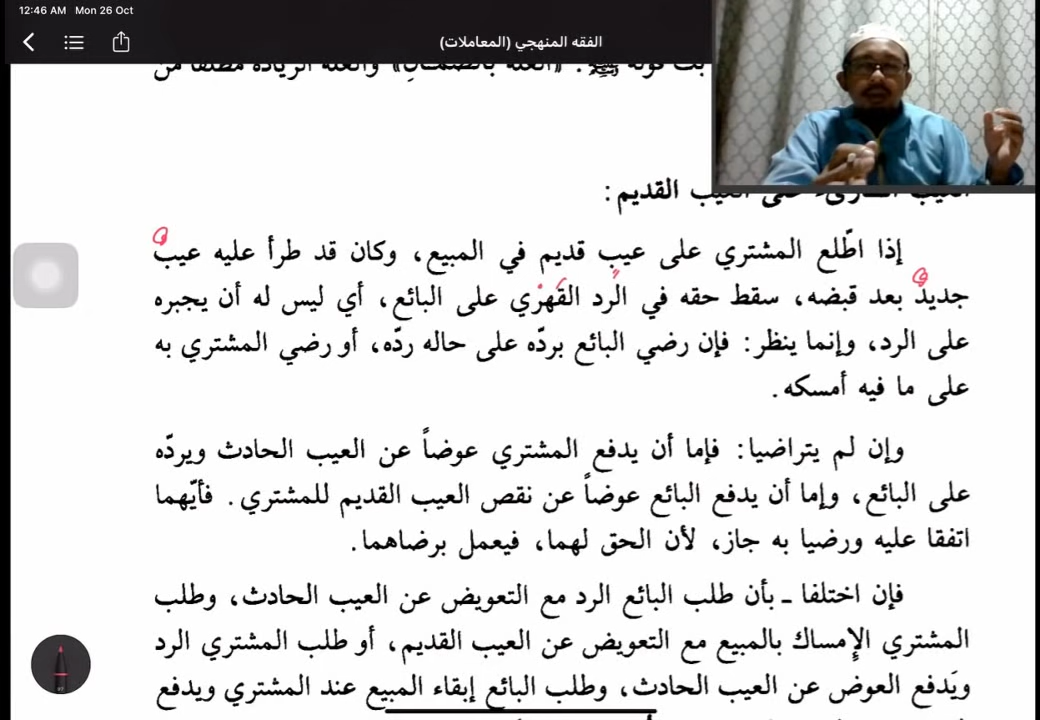 12:46 AM Mon 26 Oct
الفقه المنهجي (المعاملات)
على العيب القديم:
إذا اطّلع المشتري على عيب قديم في المبيع، وكان قد طرأ عليه عيبٌ
جديدٌ بعد قبضه، سقط حقه في الرد القَهْري على البائع، أي ليس له أن يجبره
على الرد، وإنما ينظر: فإن رضي البائع بردّه على حاله ردّه، أو رضي المشتري به
على ما فيه أمسكه.
وإن لم يتراضيا: فإما أن يدفع المشتري عوضاً عن العيب الحادث ويردّه
على البائع، وإما أن يدفع البائع عوضاً عن نقص العيب القديم للمشتري. فأيّهما
اتفقا عليه ورضيا به جاز، لأن الحق لهما، فيعمل برضاهما.
فإن اختلفا ـ بأن طلب البائع الرد مع التعويض عن العيب الحادث، وطلب
المشتري الإمساك بالمبيع مع التعويض عن العيب القديم، أو طلب المشتري الرد
ويَدفع العوض عن العيب الحادث، وطلب البائع إبقاء المبيع عند المشتري ويدفع